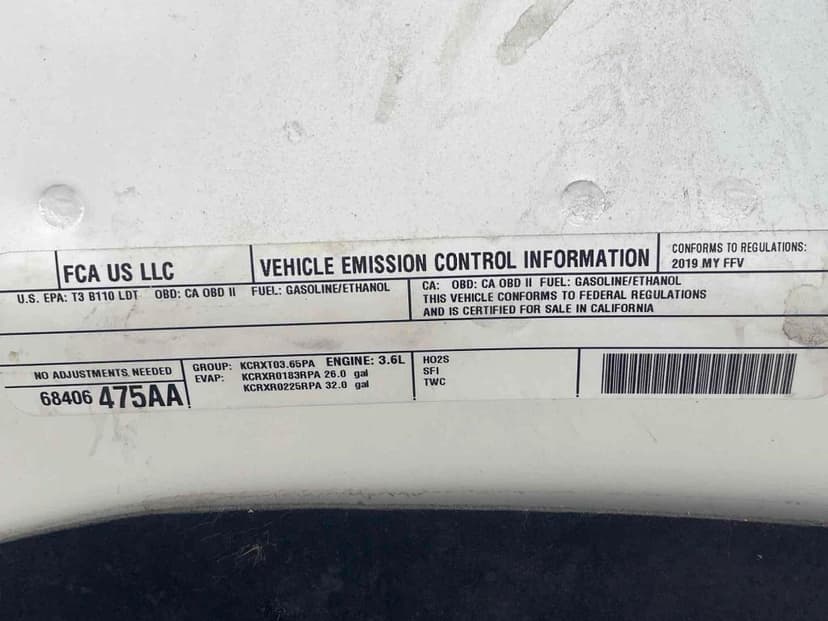 FCA US LLC
VEHICLE EMISSION CONTROL INFORMATION
CONFORMS TO REGULATIONS:
2019 MY FFV
U.S. EPA: T3 B110 LDT OBD: CA OBD II FUEL: GASOLINE/ETHANOL
CA: OBD: CA OBD II FUEL: GASOLINE/ETHANOL
THIS VEHICLE CONFORMS TO FEDERAL REGULATIONS
AND IS CERTIFIED FOR SALE IN CALIFORNIA
NO ADJUSTMENTS NEEDED
68406 475AA
GROUP: KCRXT03.65PA ENGINE: 3.6L
EVAP: KCRXR0183RPA 26.0 gal
KCRXR0225RPA 32.0 gal
HO2S
SFI
TWC